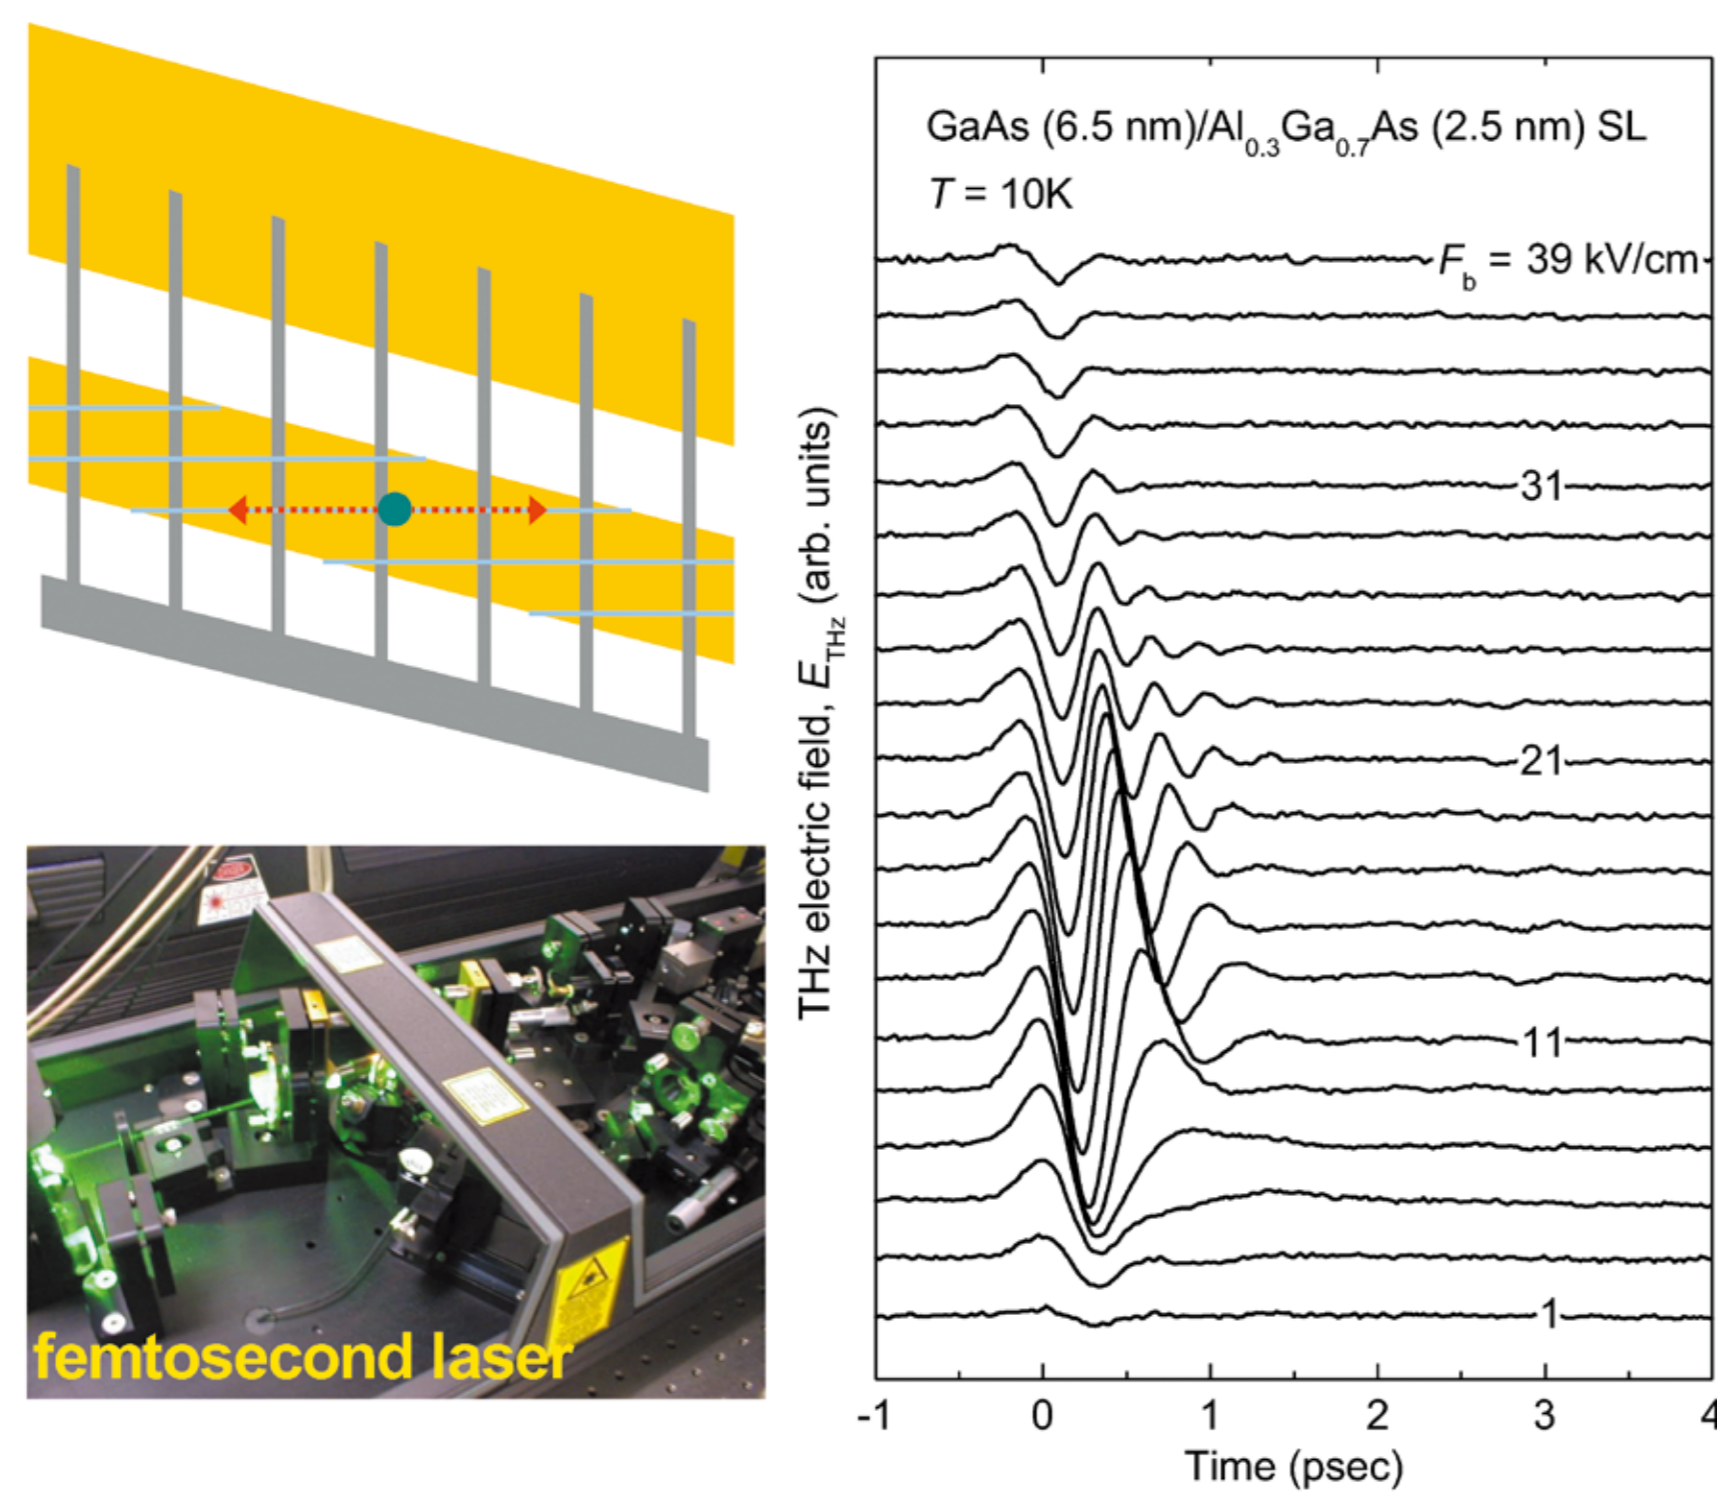 GaAs (6.5 nm)/Al0.3Ga0.7As (2.5 nm) SL
T = 10K
Fb = 39 kV/cm
31
21
11
1
THz electric field, ETHz (arb. units)
-1 0 1 2 3 4
Time (psec)
femtosecond laser